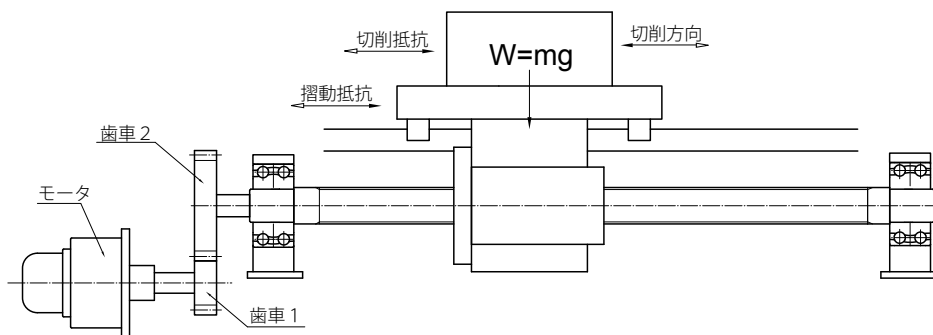 切削抵抗
切削方向
W=mg
摺動抵抗
歯車2
モータ
歯車1